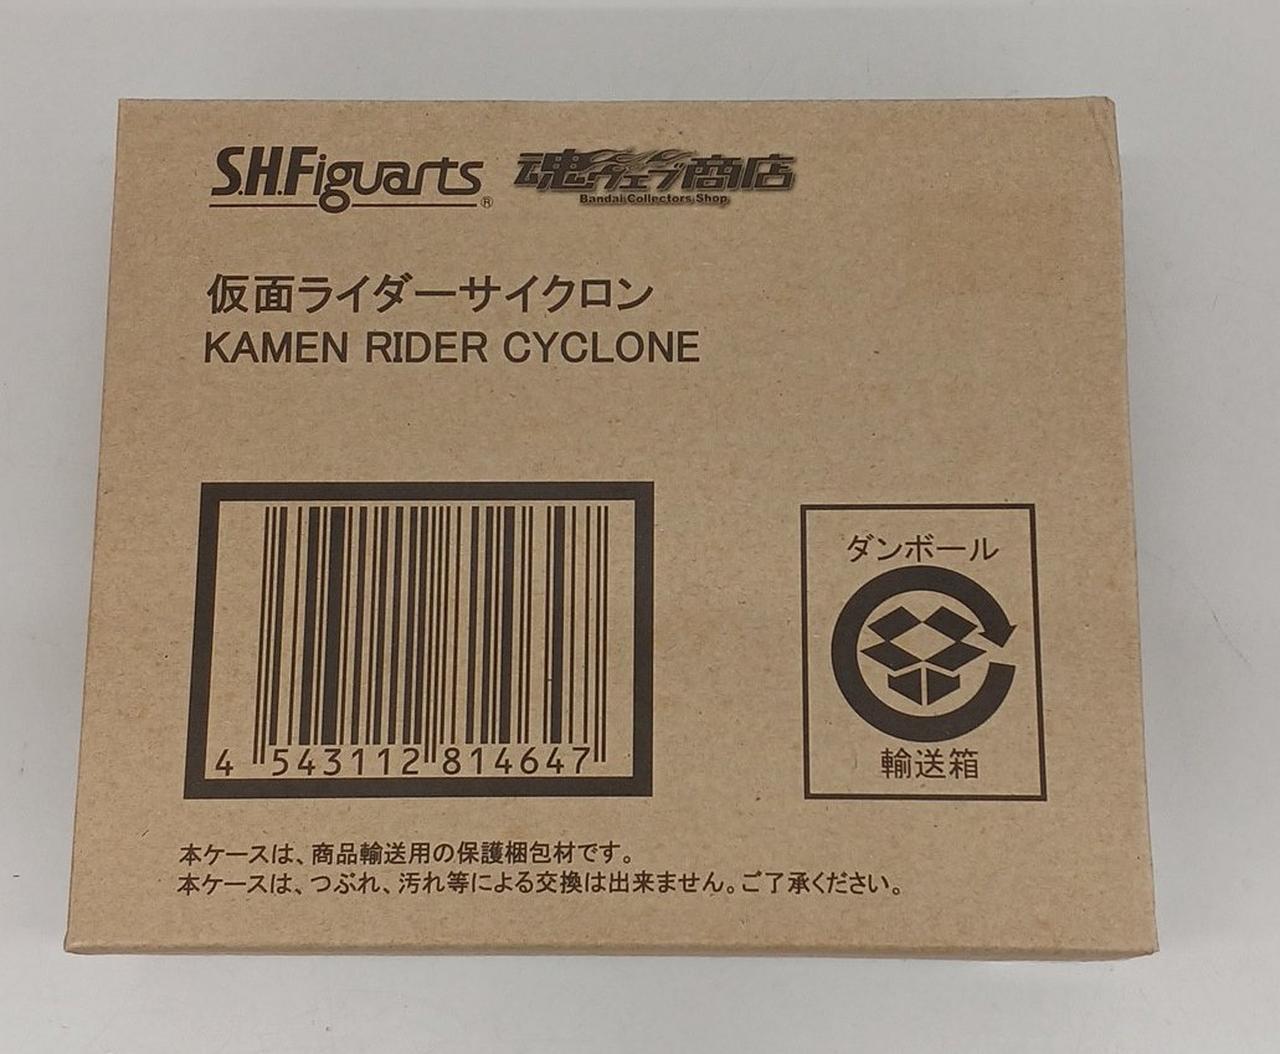 S.H.Figuarts® 魂ウェブ商店
Bandai Collectors Shop
仮面ライダーサイクロン
KAMEN RIDER CYCLONE
ダンボール
輸送箱
4 543112 814647
本ケースは、商品輸送用の保護梱包材です。
本ケースは、つぶれ、汚れ等による交換は出来ません。ご了承ください。